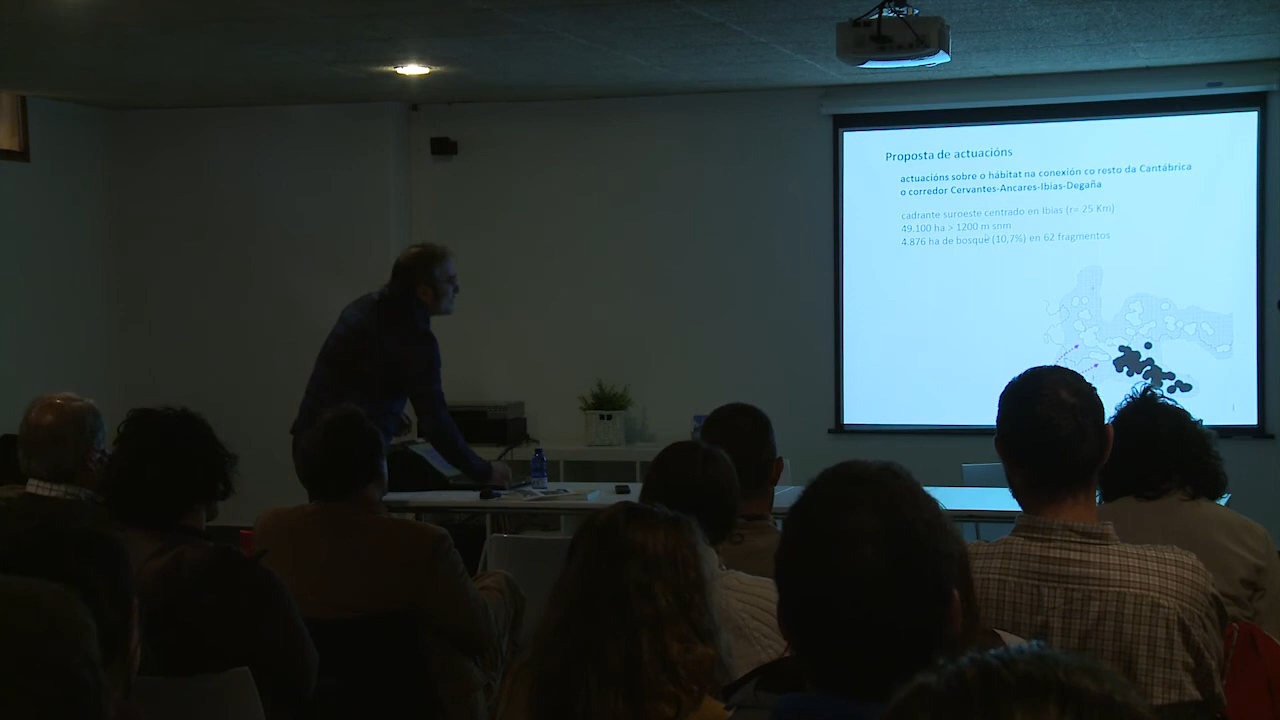 Proposta de actuacións
actuacións sobre o hábitat na conexión co resto da Cantábrica
o corredor Cervantes-Ancares-Ibias-Degaña
cadrante suroeste centrado en Ibias (r= 25 Km)
49.100 ha > 1200 m snm
4.876 ha de bosque (10,7%) en 62 fragmentos